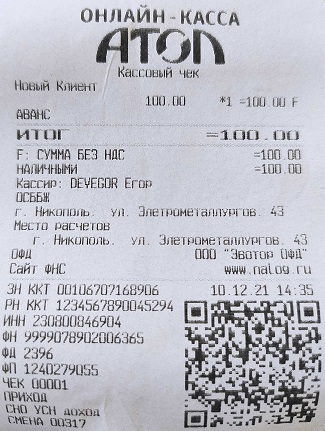 ОНЛАЙН-КАССА
АТОЛ
Кассовый чек
Новый Клиент
100.00 *1 =100.00 F
АВАНС
ИТОГ =100.00
F: СУММА БЕЗ НДС =100.00
НАЛИЧНЫМИ =100.00
Кассир: DEVEGOR Егор
ОСББЖ
г. Никополь. ул. Элетрометаллургов. 43
Место расчетов
г. Никополь. ул. Элетрометаллургов. 43
ОФД ООО "Эвотор ОФД"
Сайт ФНС www.nalog.ru
ЗН ККТ 00106707168906 10.12.21 14:35
РН ККТ 1234567890045294
ИНН 230800846904
ФН 9999078902006365
ФД 2396
ФП 1240279055
ЧЕК 00001
ПРИХОД
СНО УСН доход
СМЕНА 00317